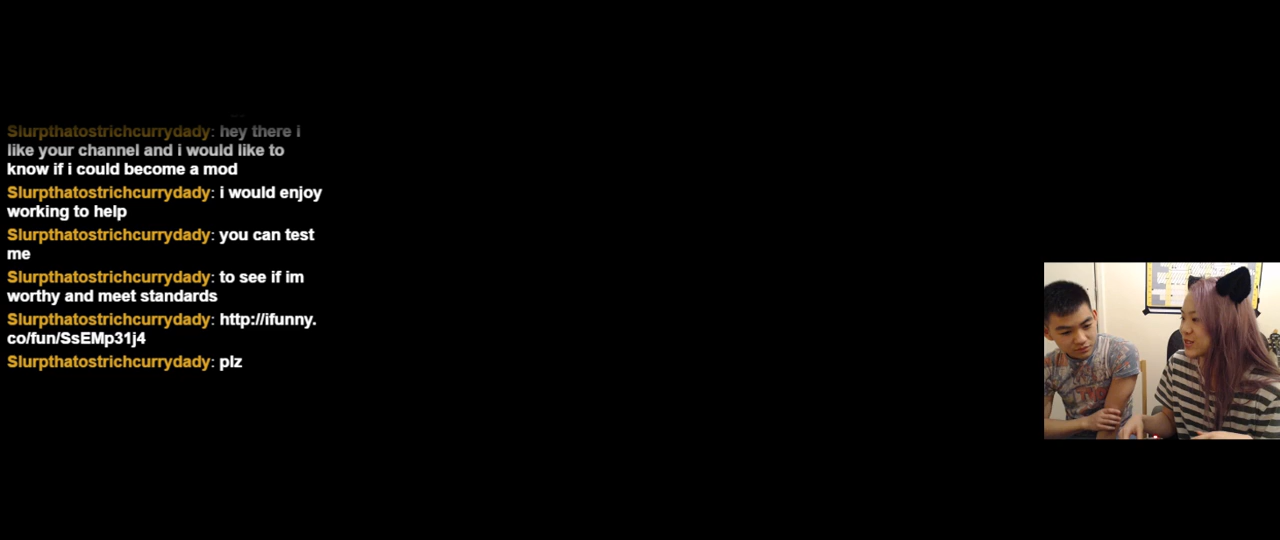 Slurpthatostrichcurrydady: hey there i
like your channel and i would like to
know if i could become a mod
Slurpthatostrichcurrydady: i would enjoy
working to help
Slurpthatostrichcurrydady: you can test
me
Slurpthatostrichcurrydady: to see if im
worthy and meet standards
Slurpthatostrichcurrydady: http://ifunny.
co/fun/SsEMp31j4
Slurpthatostrichcurrydady: plz